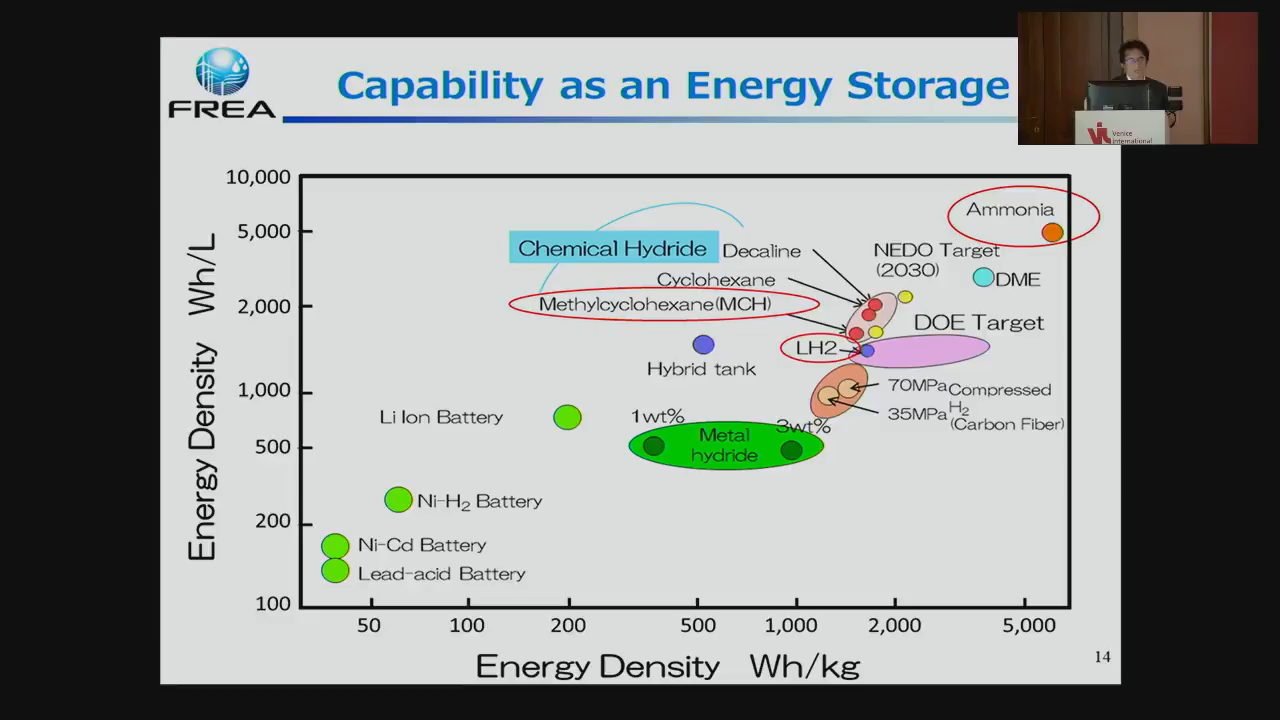 FREA
Capability as an Energy Storage
Venice
International
Energy Density Wh/L
10,000
5,000
2,000
1,000
500
200
100
Ammonia
Chemical Hydride
Decaline
NEDO Target
(2030)
DME
Cyclohexane
Methylcyclohexane(MCH)
DOE Target
LH2
Hybrid tank
70MPa
Compressed
H2
35MPa
(Carbon Fiber)
Li Ion Battery
1wt%
3wt%
Metal
hydride
Ni-H2 Battery
Ni-Cd Battery
Lead-acid Battery
50
100
200
500
1,000
2,000
5,000
Energy Density Wh/kg
14